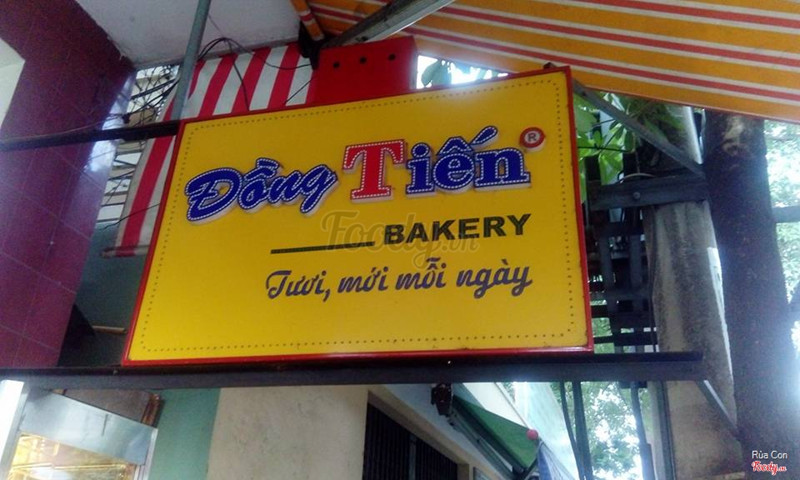 Đồng Tiến ®
BAKERY
Foody.vn
Tươi, mới mỗi ngày
Rùa Con
Foody.vn